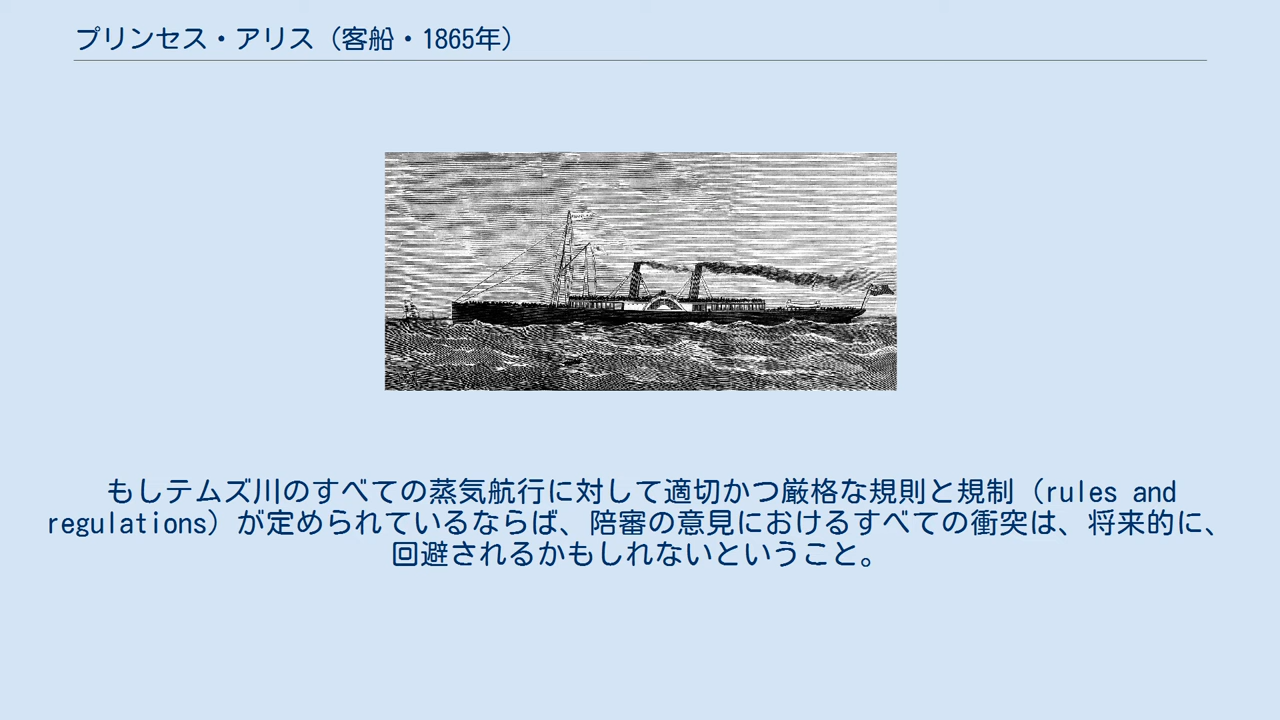 プリンセス・アリス（客船・1865年）
もしテムズ川のすべての蒸気航行に対して適切かつ厳格な規則と規制（rules and
regulations）が定められているならば、陪審の意見におけるすべての衝突は、将来的に、
回避されるかもしれないということ。